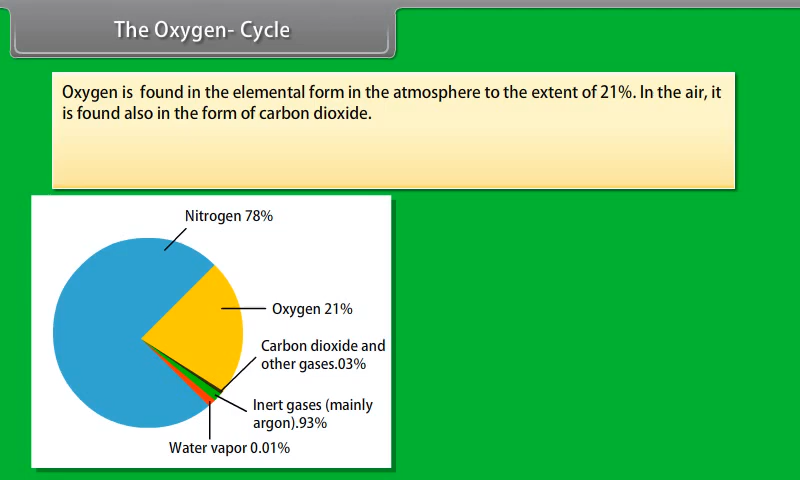 The Oxygen- Cycle
Oxygen is found in the elemental form in the atmosphere to the extent of 21%. In the air, it
is found also in the form of carbon dioxide.
Nitrogen 78%
Oxygen 21%
Carbon dioxide and
other gases.03%
Inert gases (mainly
argon).93%
Water vapor 0.01%